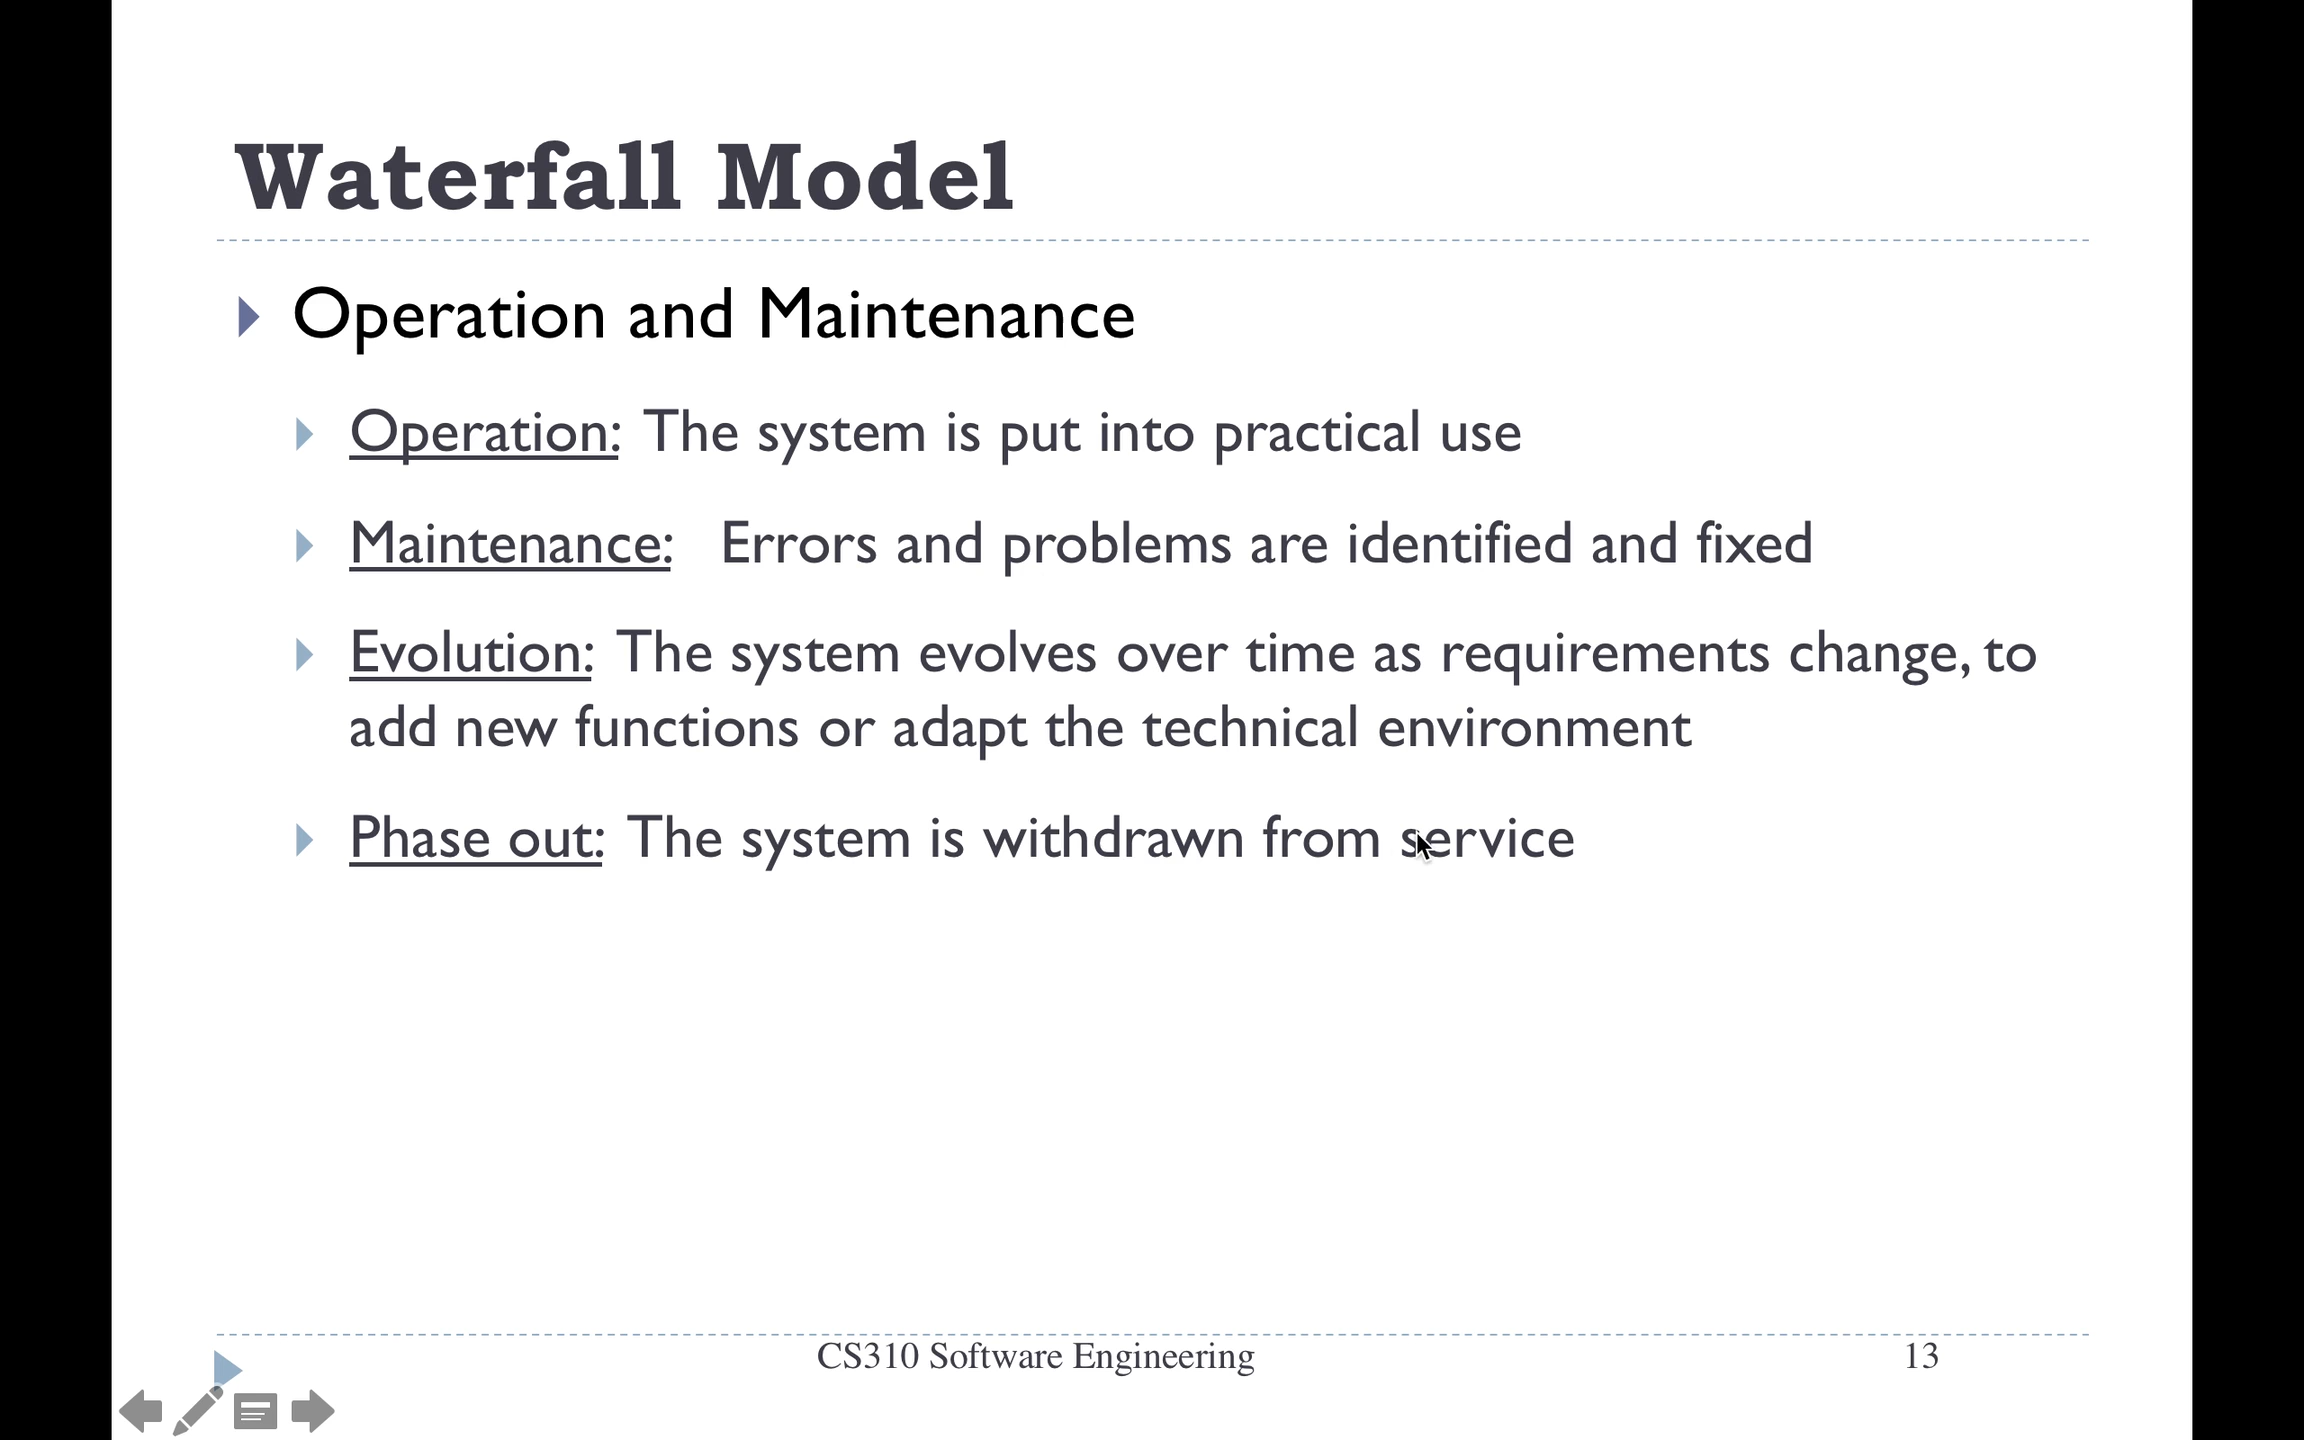 Waterfall Model
Operation and Maintenance
Operation: The system is put into practical use
Maintenance: Errors and problems are identified and fixed
Evolution: The system evolves over time as requirements change, to
add new functions or adapt the technical environment
Phase out: The system is withdrawn from service
CS310 Software Engineering
13